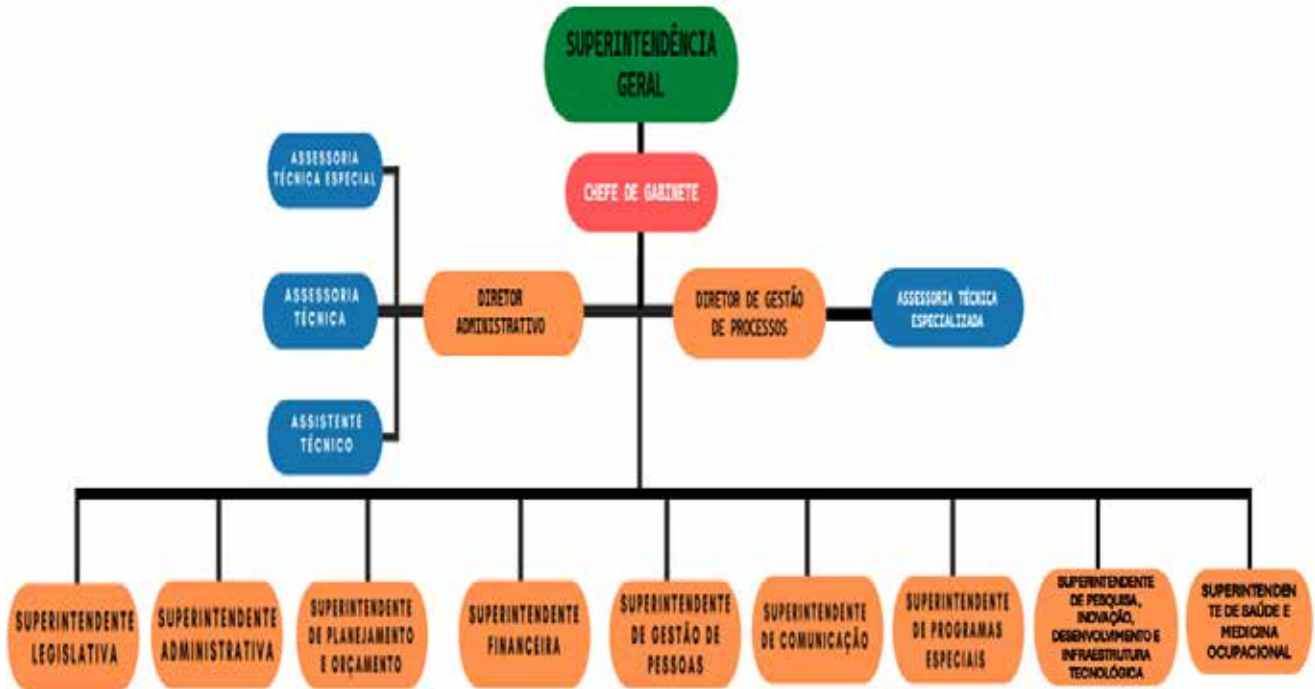 SUPERINTENDÊNCIA
GERAL
CHEFE DE GABINETE
ASSESSORIA
TÉCNICA ESPECIAL
ASSESSORIA
TÉCNICA
ASSISTENTE
TÉCNICO
DIRETOR
ADMINISTRATIVO
DIRETOR DE GESTÃO
DE PROCESSOS
ASSESSORIA TÉCNICA
ESPECIALIZADA
SUPERINTENDENTE
LEGISLATIVA
SUPERINTENDENTE
ADMINISTRATIVA
SUPERINTENDENTE
DE PLANEJAMENTO
E ORÇAMENTO
SUPERINTENDENTE
FINANCEIRA
SUPERINTENDENTE
DE GESTÃO DE
PESSOAS
SUPERINTENDENTE
DE COMUNICAÇÃO
SUPERINTENDENTE
DE PROGRAMAS
ESPECIAIS
SUPERINTENDENTE
DE PESQUISA,
INOVAÇÃO,
DESENVOLVIMENTO E
INFRAESTRUTURA
TECNOLÓGICA
SUPERINTENDEN
TE DE SAÚDE E
MEDICINA
OCUPACIONAL